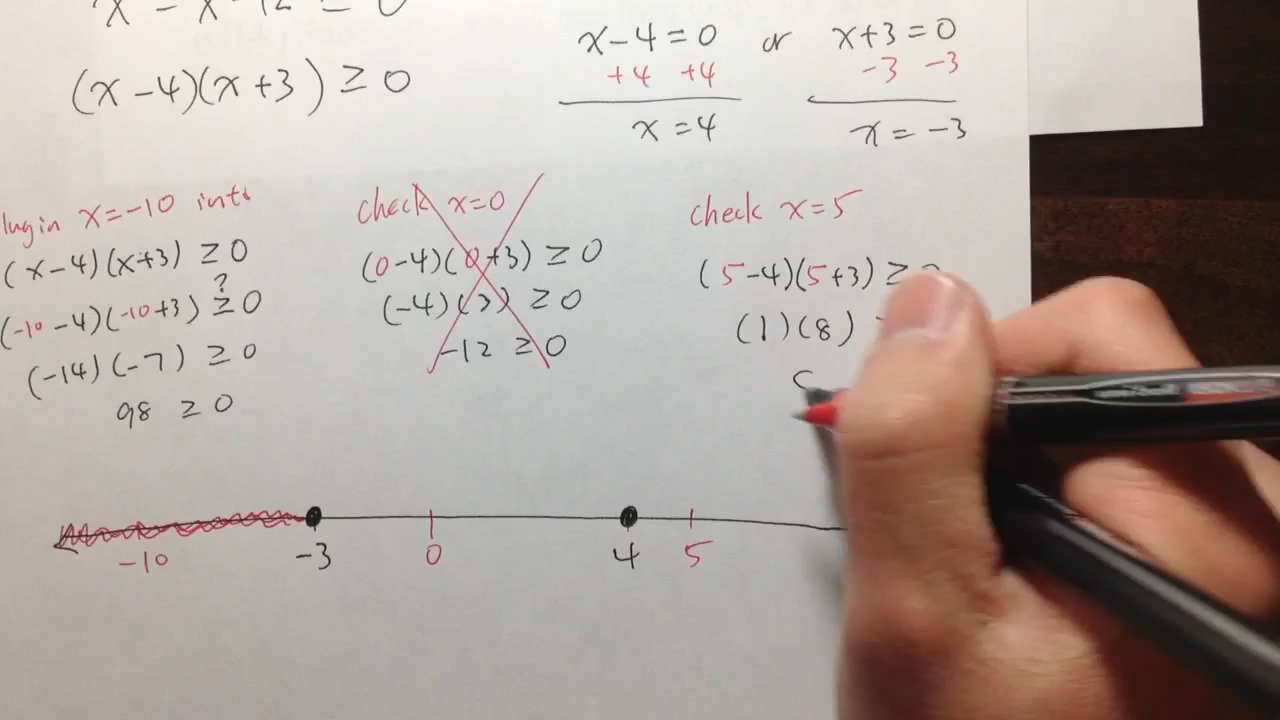 (x-4)(x+3) ≥ 0
x-4=0 or x+3=0
+4 +4 -3 -3
x=4 x=-3
x=-10 into
(x-4)(x+3) ≥ 0
?
(-10-4)(-10+3) ≥ 0
(-14)(-7) ≥ 0
98 ≥ 0
check x=0
(0-4)(0+3) ≥ 0
(-4)(3) ≥ 0
-12 ≥ 0
check x=5
(5-4)(5+3) ≥
(1)(8)
-10 -3 0 4 5